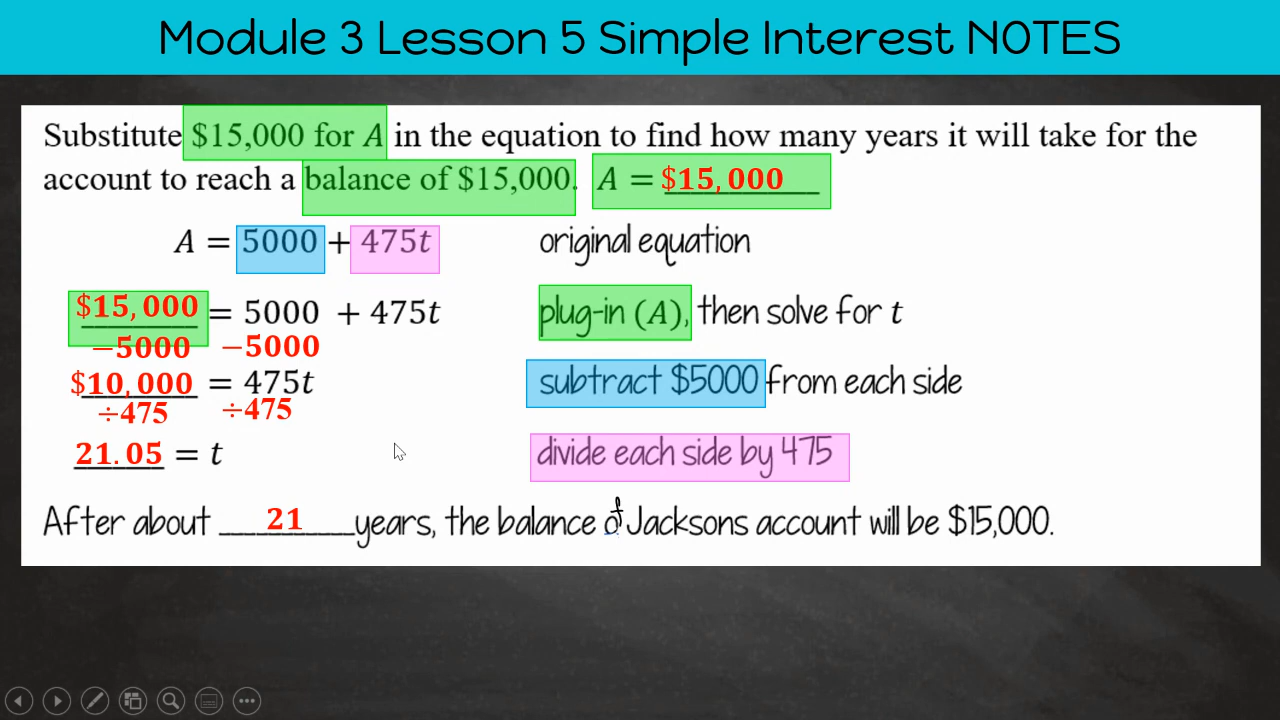 Module 3 Lesson 5 Simple Interest NOTES
Substitute $15,000 for A in the equation to find how many years it will take for the
account to reach a balance of $15,000. A = $15,000
A = 5000 + 475t original equation
$15,000 = 5000 + 475t plug-in (A), then solve for t
−5000 −5000
$10,000 = 475t subtract $5000 from each side
÷475 ÷475
21.05 = t divide each side by 475
After about 21 years, the balance of Jacksons account will be $15,000.